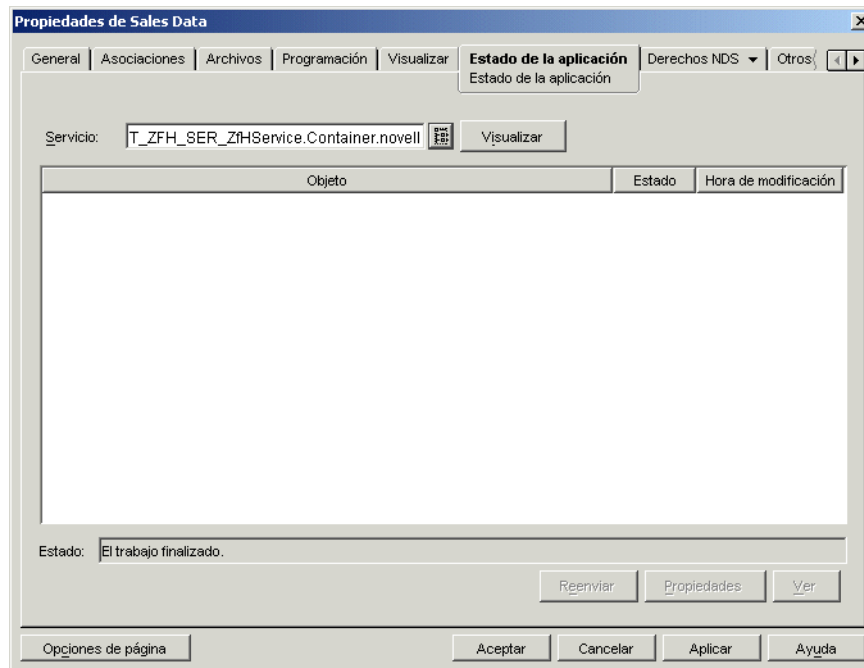 Propiedades de Sales Data
General Asociaciones Archivos Programación Visualizar Estado de la aplicación Derechos NDS Otros
Estado de la aplicación
Servicio: T_ZFH_SER_ZfHService.Container.novell Visualizar
Objeto Estado Hora de modificación
Estado: El trabajo finalizado.
Reenviar Propiedades Ver
Opciones de página Aceptar Cancelar Aplicar Ayuda